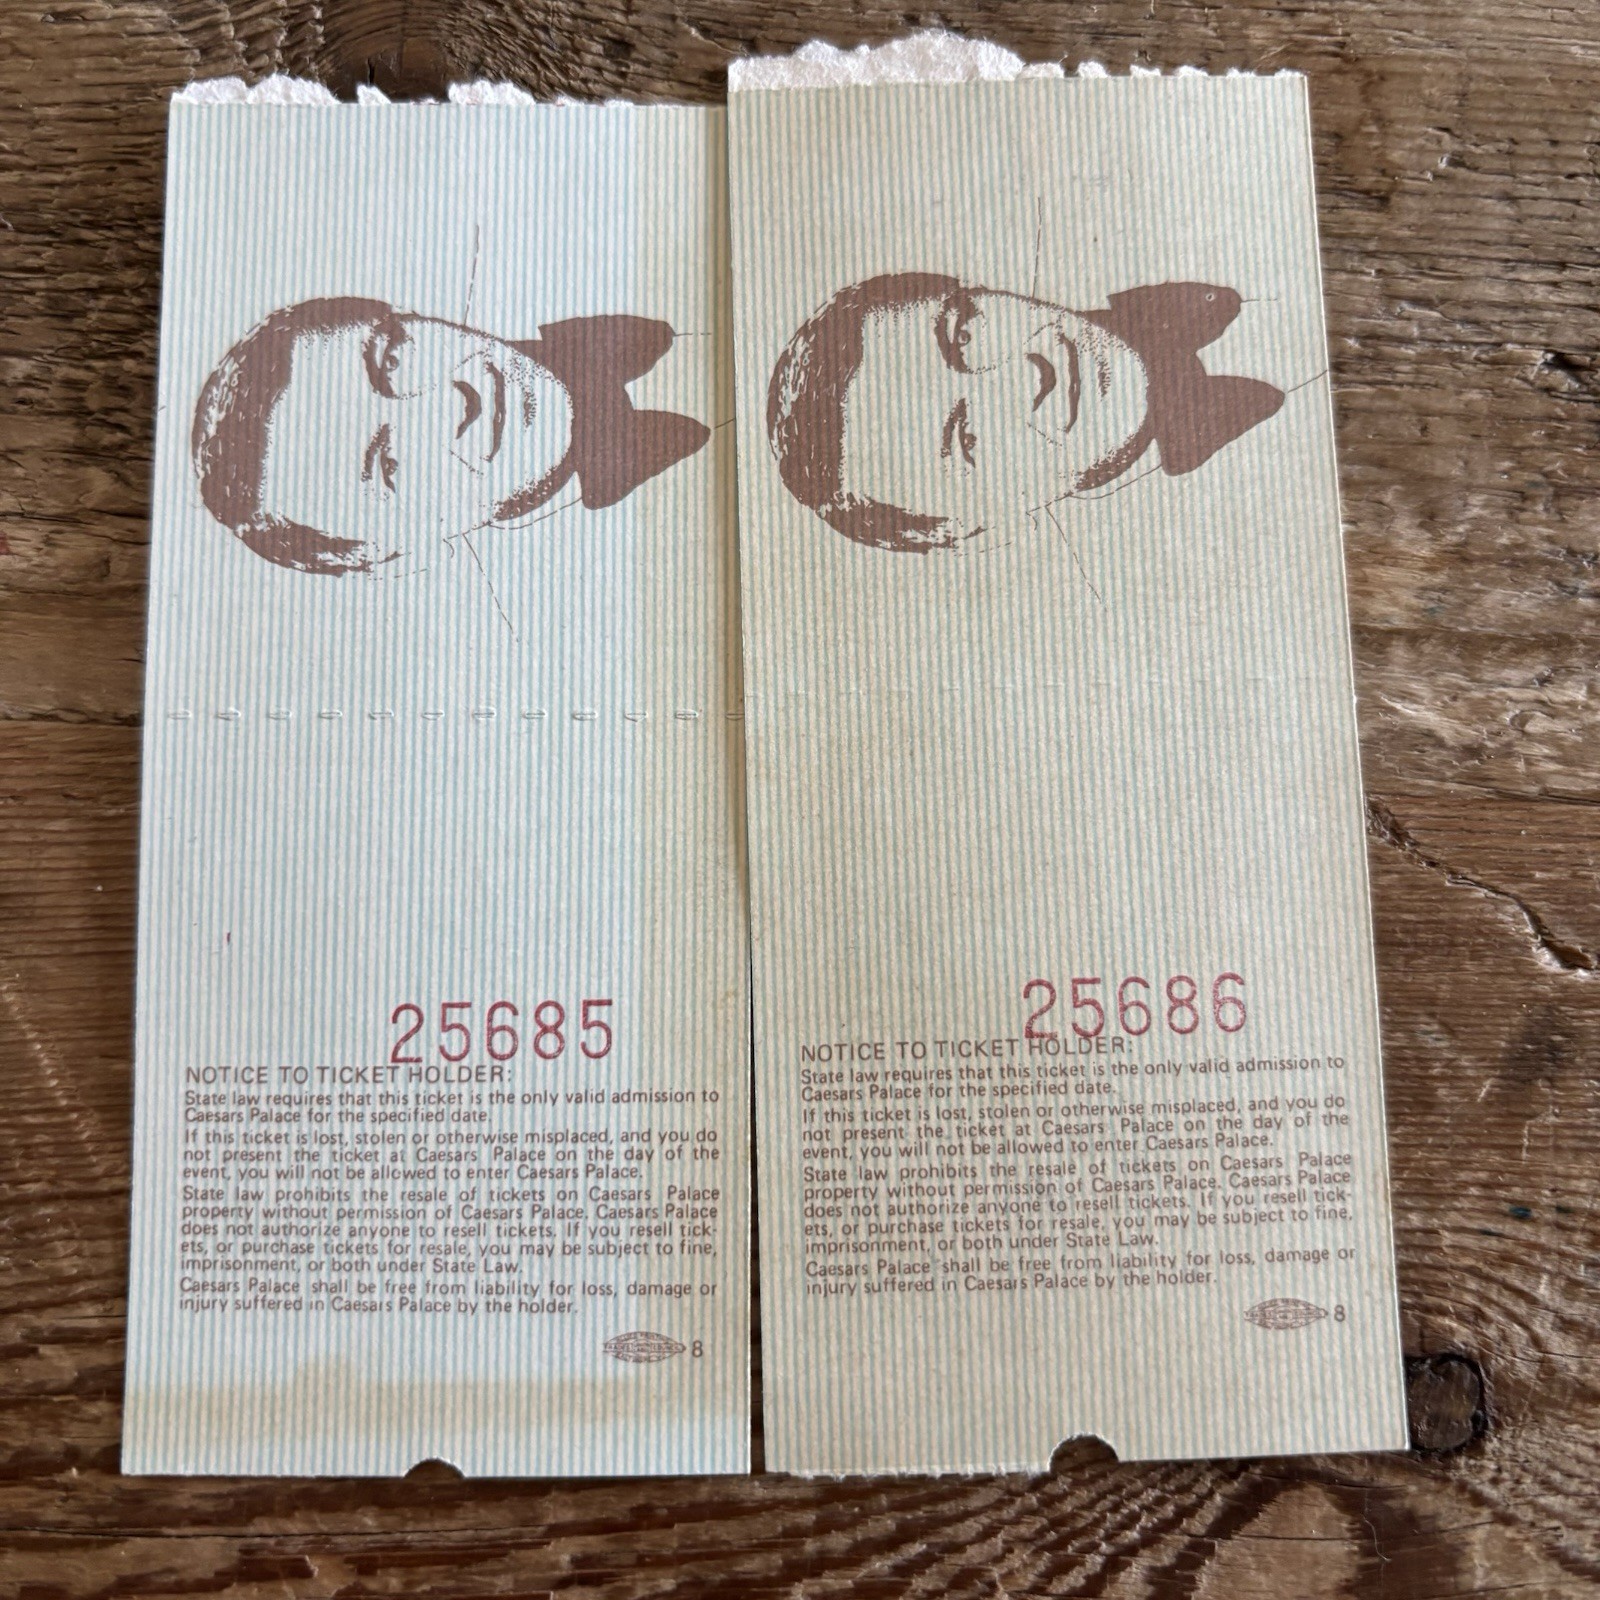 25685
NOTICE TO TICKET HOLDER:
State law requires that this ticket is the only valid admission to
Caesars Palace for the specified date.
If this ticket is lost, stolen or otherwise misplaced, and you do
not present the ticket at Caesars Palace on the day of the
event, you will not be allowed to enter Caesars Palace.
State law prohibits the resale of tickets on Caesars Palace
property without permission of Caesars Palace. Caesars Palace
does not authorize anyone to resell tickets. If you resell tick-
ets, or purchase tickets for resale, you may be subject to fine,
imprisonment, or both under State Law.
Caesars Palace shall be free from liability for loss, damage or
injury suffered in Caesars Palace by the holder.
8
25686
NOTICE TO TICKET HOLDER:
State law requires that this ticket is the only valid admission to
Caesars Palace for the specified date.
If this ticket is lost, stolen or otherwise misplaced, and you do
not present the ticket at Caesars Palace on the day of the
event, you will not be allowed to enter Caesars Palace.
State law prohibits the resale of tickets on Caesars Palace
property without permission of Caesars Palace. Caesars Palace
does not authorize anyone to resell tickets. If you resell tick-
ets, or purchase tickets for resale, you may be subject to fine,
imprisonment, or both under State Law.
Caesars Palace shall be free from liability for loss, damage or
injury suffered in Caesars Palace by the holder.
8